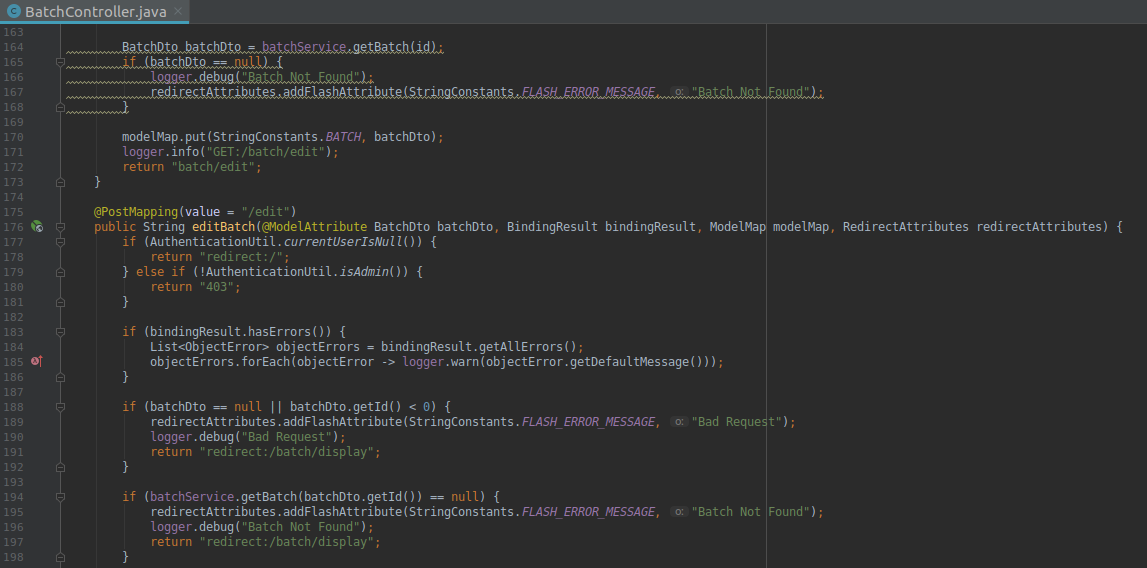 BatchController.java
163
164 BatchDto batchDto = batchService.getBatch(id);
165 if (batchDto == null) {
166 logger.debug("Batch Not Found");
167 redirectAttributes.addFlashAttribute(StringConstants.FLASH_ERROR_MESSAGE, o: "Batch Not Found");
168 }
169
170 modelMap.put(StringConstants.BATCH, batchDto);
171 logger.info("GET:/batch/edit");
172 return "batch/edit";
173 }
174
175 @PostMapping(value = "/edit")
176 public String editBatch(@ModelAttribute BatchDto batchDto, BindingResult bindingResult, ModelMap modelMap, RedirectAttributes redirectAttributes) {
177 if (AuthenticationUtil.currentUserIsNull()) {
178 return "redirect:/";
179 } else if (!AuthenticationUtil.isAdmin()) {
180 return "403";
181 }
182
183 if (bindingResult.hasErrors()) {
184 List<ObjectError> objectErrors = bindingResult.getAllErrors();
185 objectErrors.forEach(objectError -> logger.warn(objectError.getDefaultMessage()));
186 }
187
188 if (batchDto == null || batchDto.getId() < 0) {
189 redirectAttributes.addFlashAttribute(StringConstants.FLASH_ERROR_MESSAGE, o: "Bad Request");
190 logger.debug("Bad Request");
191 return "redirect:/batch/display";
192 }
193
194 if (batchService.getBatch(batchDto.getId()) == null) {
195 redirectAttributes.addFlashAttribute(StringConstants.FLASH_ERROR_MESSAGE, o: "Batch Not Found");
196 logger.debug("Batch Not Found");
197 return "redirect:/batch/display";
198 }